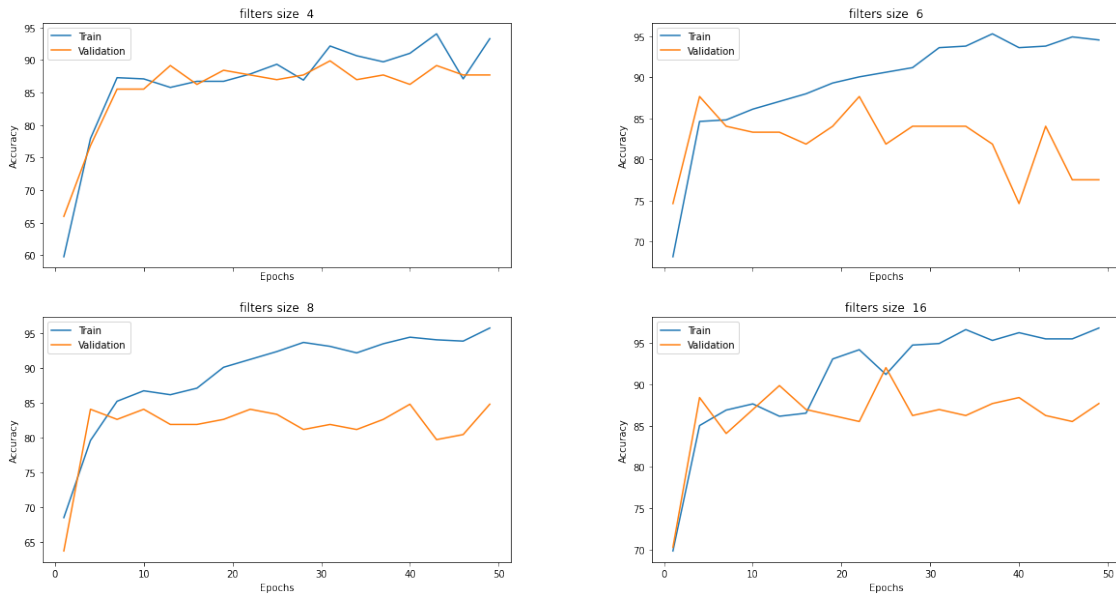 filters size 4
95
90
85
80
75
70
65
60
Accuracy
Train
Validation
Epochs
filters size 6
95
90
85
80
75
70
Accuracy
Train
Validation
Epochs
filters size 8
95
90
85
80
75
70
65
Accuracy
Train
Validation
0 10 20 30 40 50
Epochs
filters size 16
95
90
85
80
75
70
Accuracy
Train
Validation
0 10 20 30 40 50
Epochs